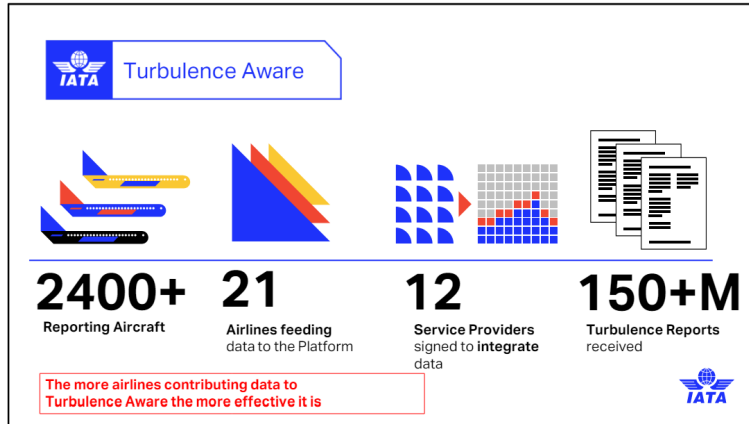 IATA
Turbulence Aware
2400+
Reporting Aircraft
21
Airlines feeding
data to the Platform
12
Service Providers
signed to integrate
data
150+M
Turbulence Reports
received
The more airlines contributing data to
Turbulence Aware the more effective it is
IATA